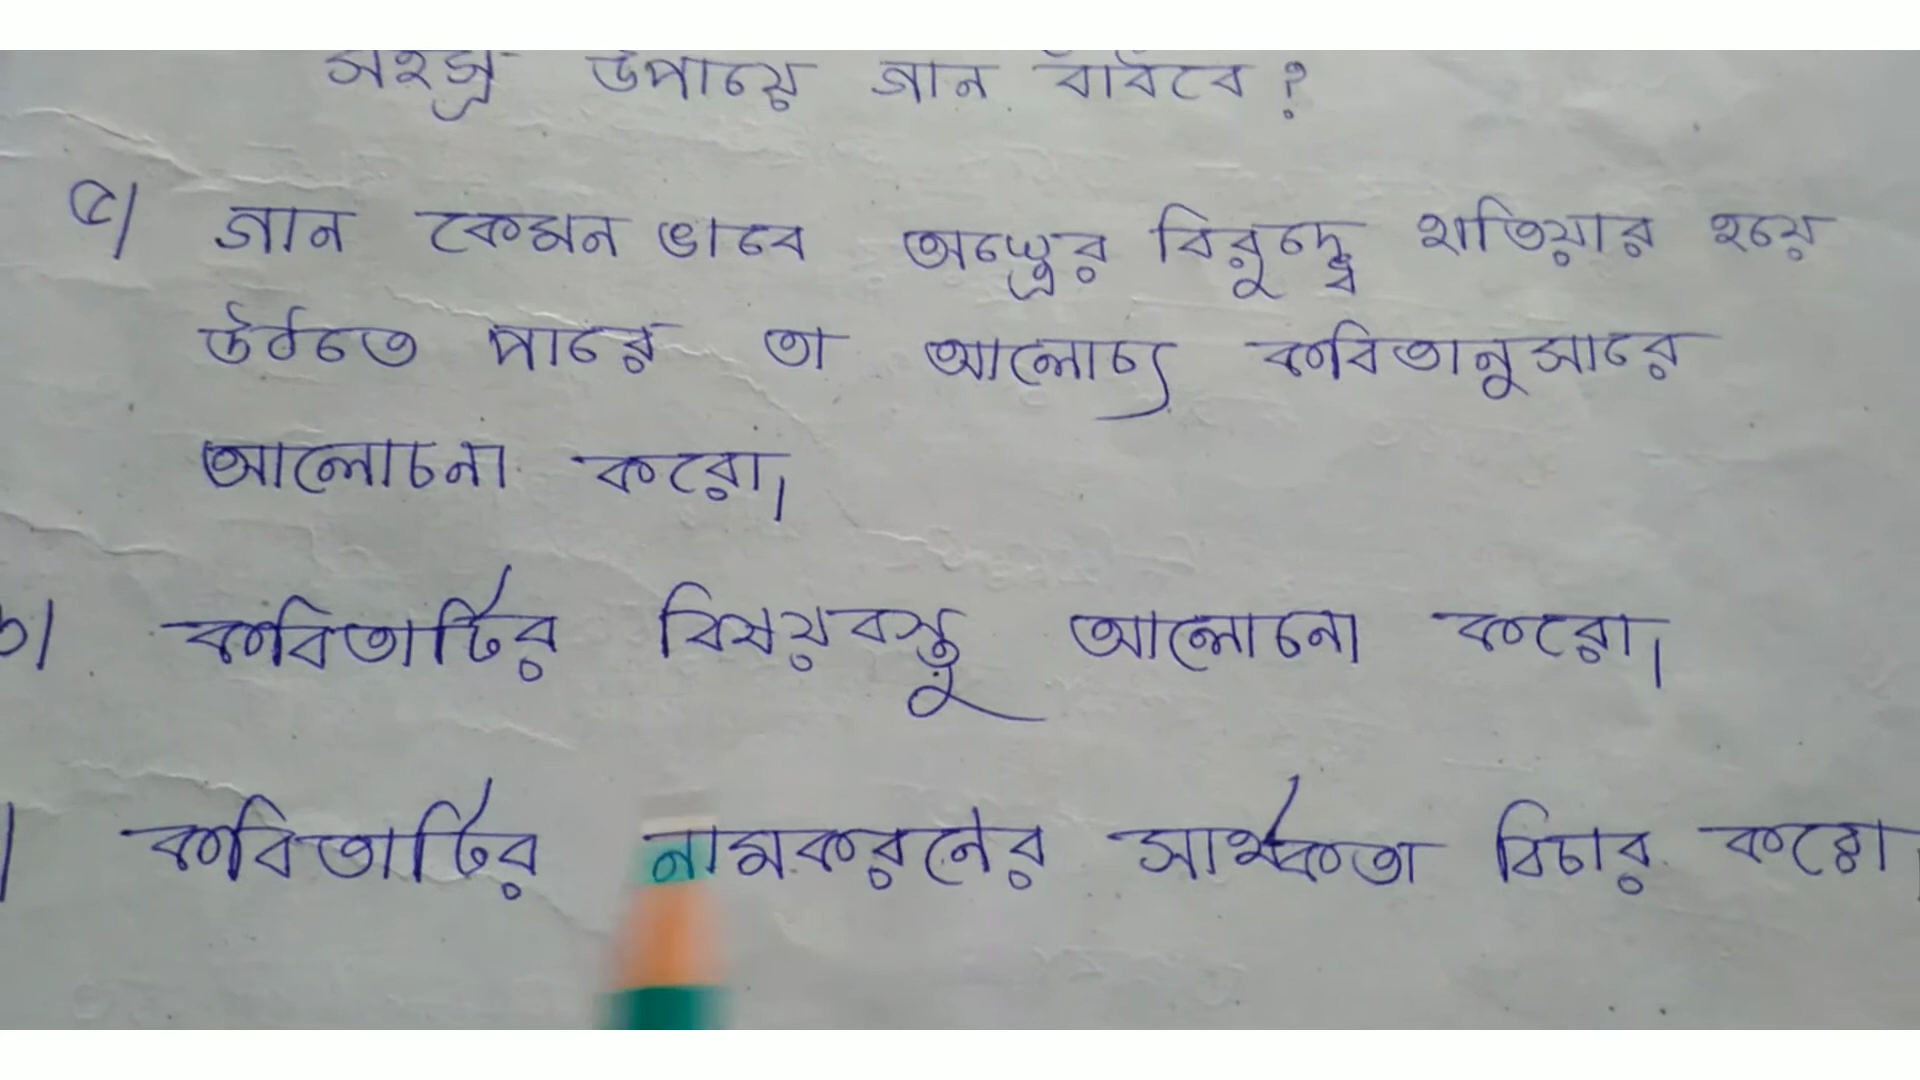 সহস্র উপায়ে গান বাঁধবে?
৫| গান কেমন ভাবে অস্ত্রের বিরুদ্ধে হাতিয়ার হয়ে
উঠতে পারে তা আলোচ্য কবিতানুসারে
আলোচনা করো।
৬| কবিতাটির বিষয়বস্তু আলোচনা করো।
| কবিতাটির নামকরনের সার্থকতা বিচার করো।